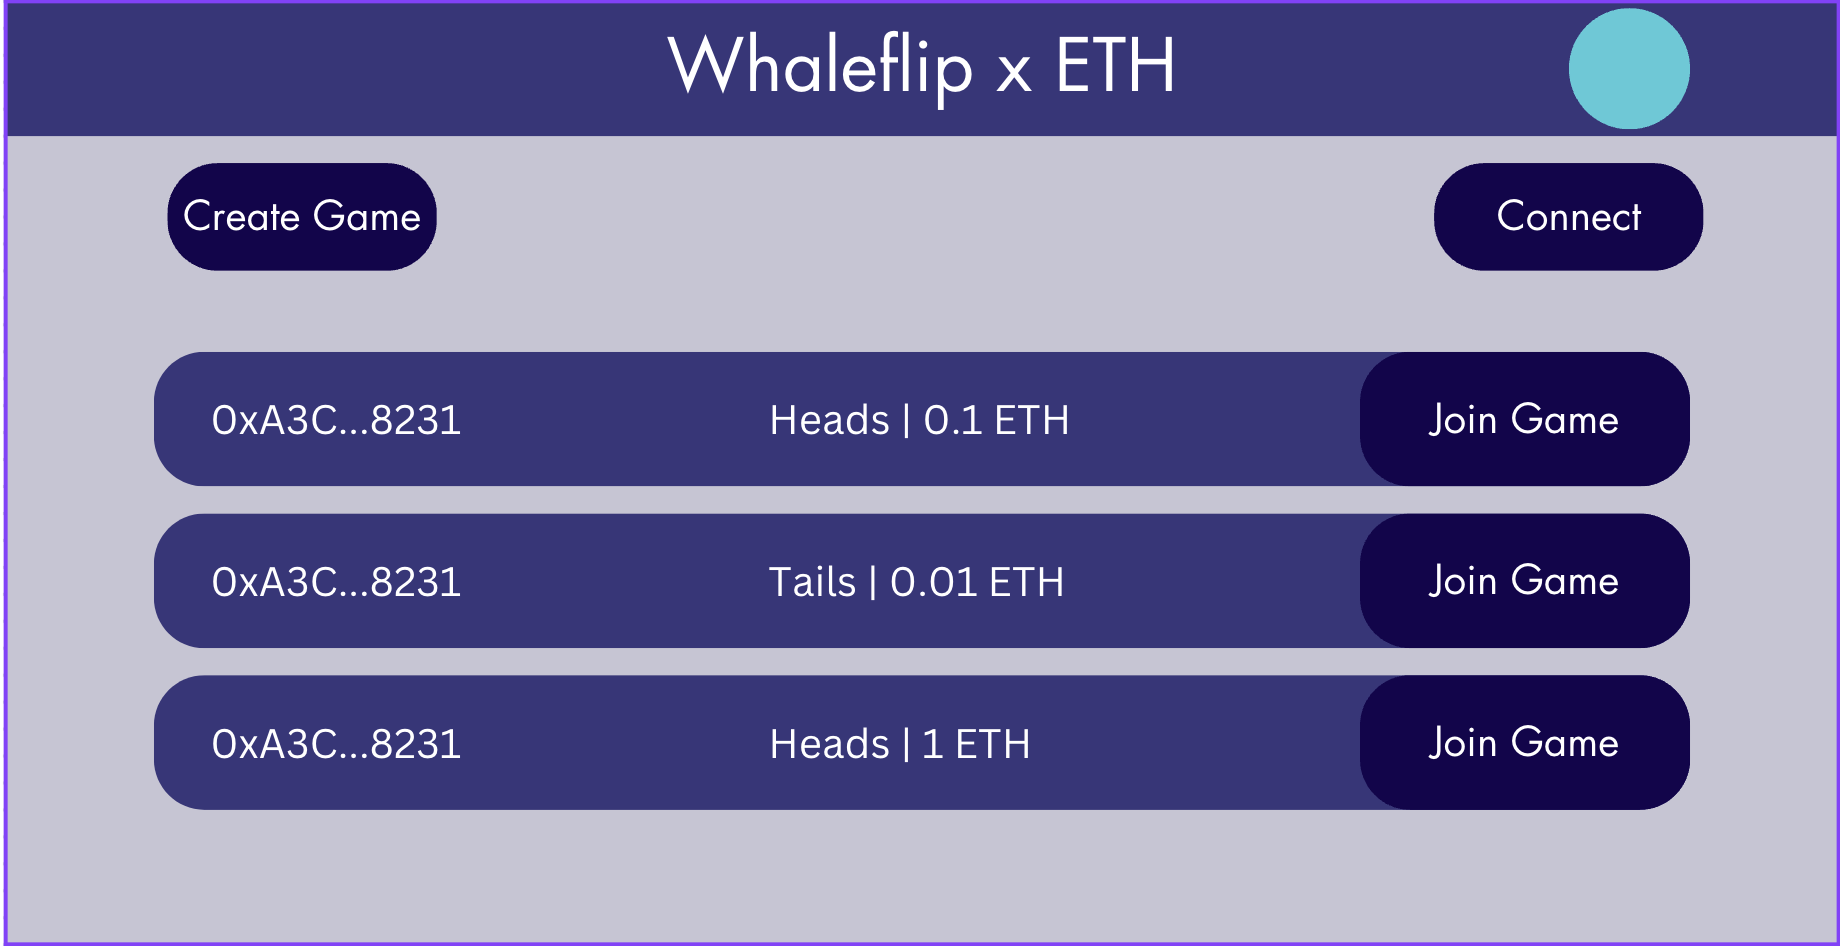 Whaleflip x ETH
Create Game
Connect
0xA3C...8231 Heads | 0.1 ETH Join Game
0xA3C...8231 Tails | 0.01 ETH Join Game
0xA3C...8231 Heads | 1 ETH Join Game